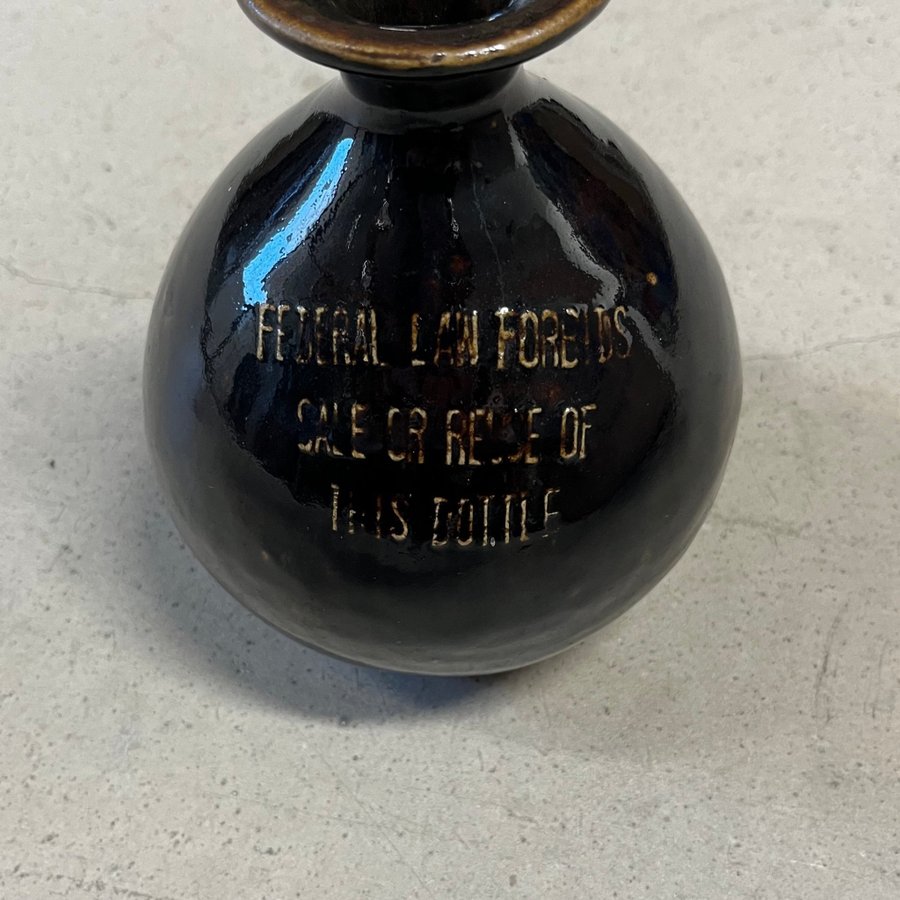 FEDERAL LAW FORBIDS
SALE OR REUSE OF
THIS BOTTLE